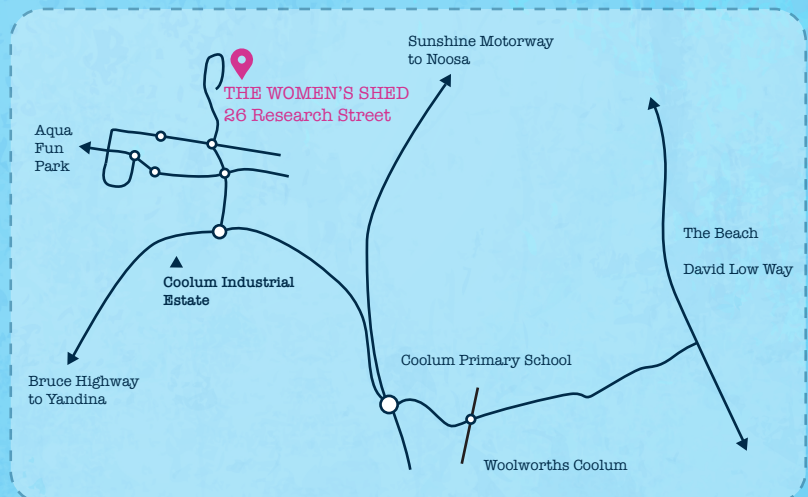 Sunshine Motorway
to Noosa
THE WOMEN'S SHED
26 Research Street
Aqua
Fun
Park
The Beach
David Low Way
Coolum Industrial
Estate
Coolum Primary School
Bruce Highway
to Yandina
Woolworths Coolum